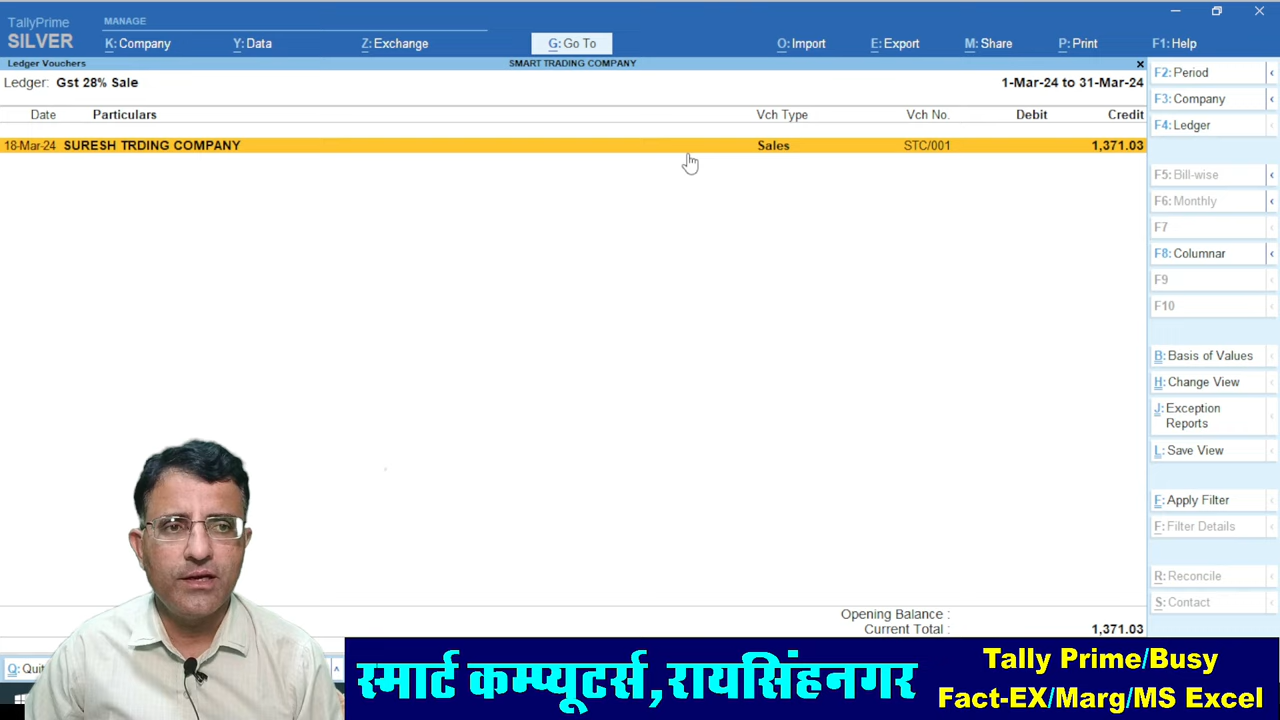 TallyPrime
SILVER
MANAGE
K: Company
Y: Data
Z: Exchange
G: Go To
O: Import
E: Export
M: Share
P: Print
F1: Help
Ledger Vouchers
SMART TRADING COMPANY
Ledger: Gst 28% Sale
1-Mar-24 to 31-Mar-24
Date Particulars Vch Type Vch No. Debit Credit
18-Mar-24 SURESH TRDING COMPANY Sales STC/001 1,371.03
Opening Balance :
Current Total : 1,371.03
F2: Period
F3: Company
F4: Ledger
F5: Bill-wise
F6: Monthly
F7
F8: Columnar
F9
F10
B: Basis of Values
H: Change View
J: Exception
Reports
L: Save View
F: Apply Filter
F: Filter Details
R: Reconcile
S: Contact
Q: Quit
स्मार्ट कम्प्यूटर्स,रायसिंहनगर
Tally Prime/Busy
Fact-EX/Marg/MS Excel